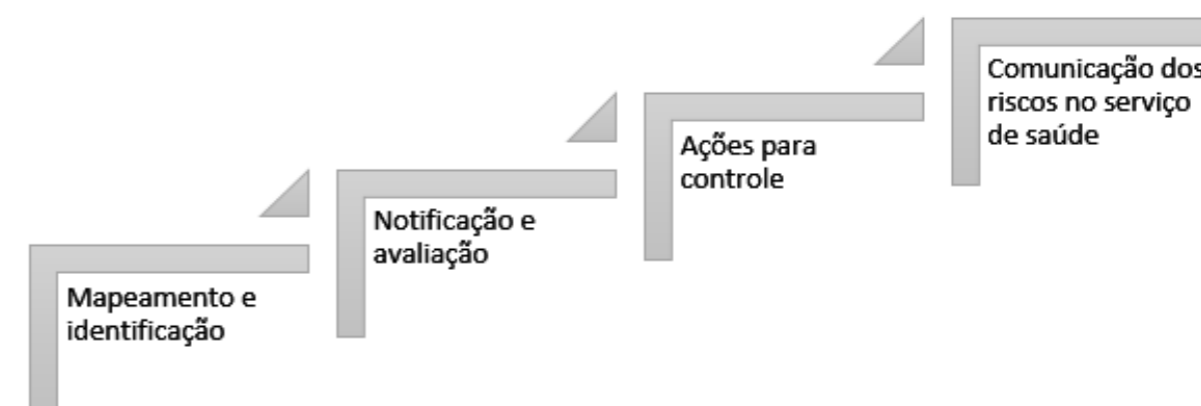 Mapeamento e
identificação
Notificação e
avaliação
Ações para
controle
Comunicação dos
riscos no serviço
de saúde